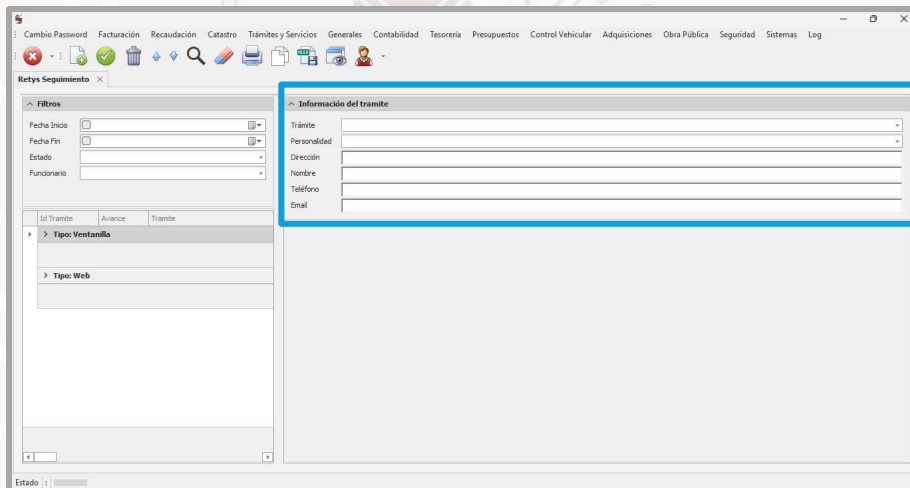 Cambio Password Facturación Recaudación Catastro Trámites y Servicios Generales Contabilidad Tesorería Presupuestos Control Vehicular Adquisiciones Obra Pública Seguridad Sistemas Log
Retys Seguimiento
Filtros
Fecha Inicio
Fecha Fin
Estado
Funcionario
Id Tramite Avance Tramite
Tipo: Ventanilla
Tipo: Web
Información del tramite
Trámite
Personalidad
Dirección
Nombre
Teléfono
Email
Estado :